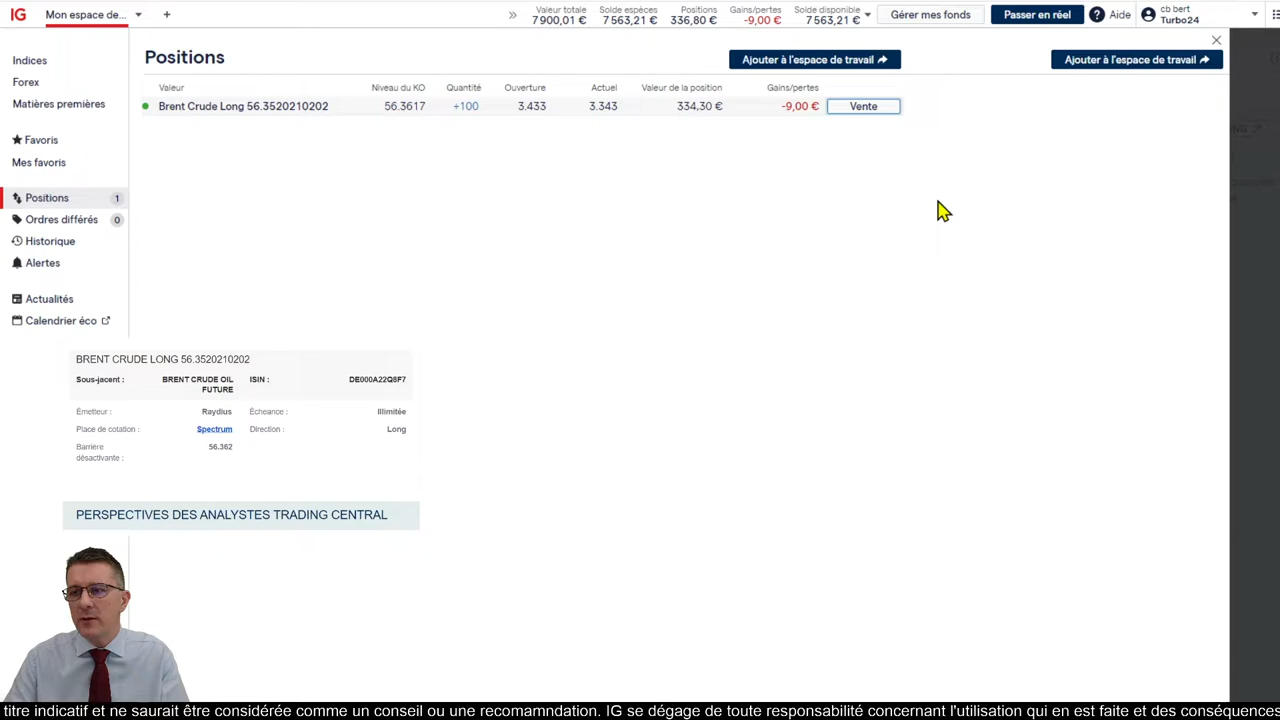 IG Mon espace de... + » Valeur totale 7 900,01 € Solde espèces 7 563,21 € Positions 336,80 € Gains/pertes -9,00 € Solde disponible 7 563,21 € Gérer mes fonds Passer en réel ? Aide cb bert Turbo24
Indices
Forex
Matières premières
Favoris
Mes favoris
Positions 1
Ordres différés 0
Historique
Alertes
Actualités
Calendrier éco
Positions
Ajouter à l'espace de travail
Ajouter à l'espace de travail
Valeur Niveau du KO Quantité Ouverture Actuel Valeur de la position Gains/pertes
Brent Crude Long 56.3520210202 56.3617 +100 3.433 3.343 334,30 € -9,00 € Vente
BRENT CRUDE LONG 56.3520210202
Sous-jacent : BRENT CRUDE OIL ISIN : DE000A22Q8F7
FUTURE
Émetteur : Raydius Écheance : Illimitée
Place de cotation : Spectrum Direction : Long
Barrière 56.362
désactivante :
PERSPECTIVES DES ANALYSTES TRADING CENTRAL
titre indicatif et ne saurait être considérée comme un conseil ou une recomamndation. IG se dégage de toute responsabilité concernant l'utilisation qui en est faite et des conséquences